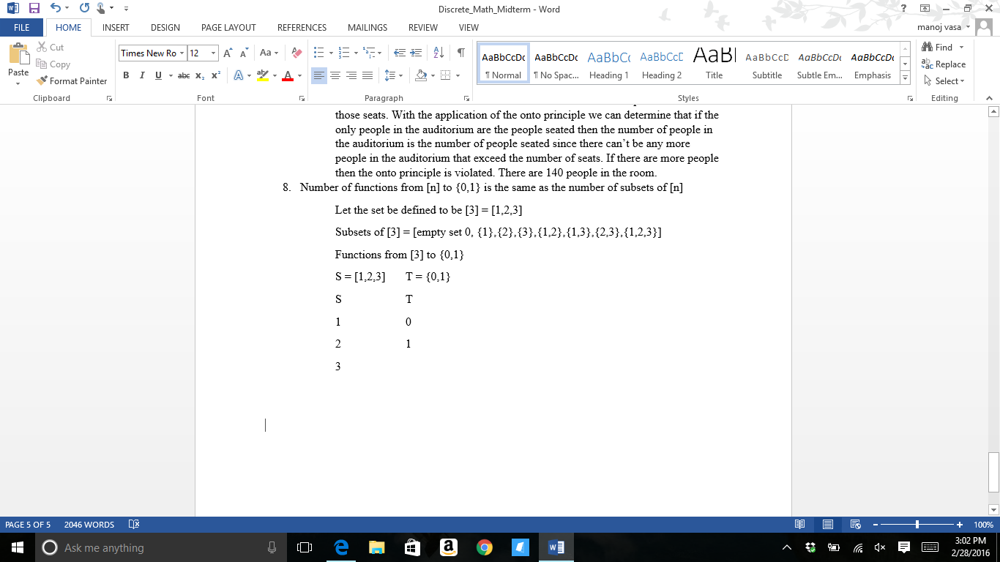 Discrete_Math_Midterm - Word
FILE HOME INSERT DESIGN PAGE LAYOUT REFERENCES MAILINGS REVIEW VIEW manoj vasa
Paste Cut Copy Format Painter
Times New Ro 12
AaBbCcDc AaBbCcDc AaBbCc AaBbCcC AaBl AaBbCcD AaBbCcDc AaBbCcDc
¶ Normal ¶ No Spac... Heading 1 Heading 2 Title Subtitle Subtle Em... Emphasis
Find Replace Select
Clipboard Font Paragraph Styles Editing
those seats. With the application of the onto principle we can determine that if the
only people in the auditorium are the people seated then the number of people in
the auditorium is the number of people seated since there can’t be any more
people in the auditorium that exceed the number of seats. If there are more people
then the onto principle is violated. There are 140 people in the room.
8. Number of functions from [n] to {0,1} is the same as the number of subsets of [n]
Let the set be defined to be [3] = [1,2,3]
Subsets of [3] = [empty set 0, {1},{2},{3},{1,2},{1,3},{2,3},{1,2,3}]
Functions from [3] to {0,1}
S = [1,2,3] T = {0,1}
S T
1 0
2 1
3
PAGE 5 OF 5 2046 WORDS 100%
Ask me anything
3:02 PM
2/28/2016